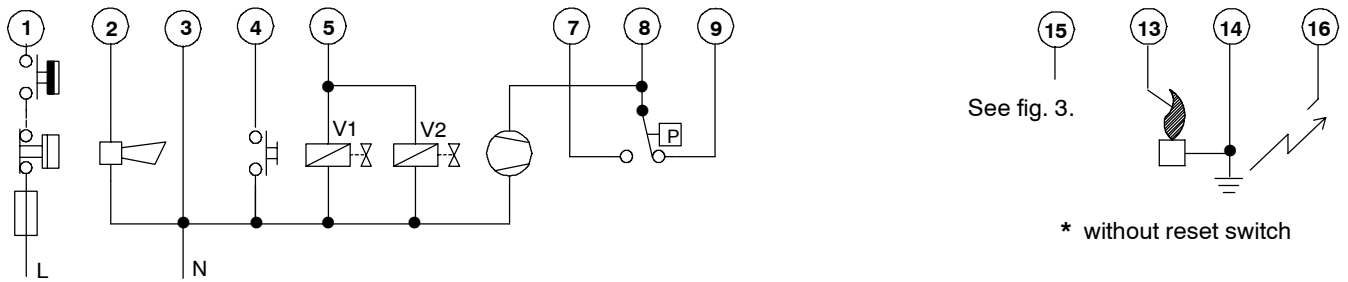 1 2 3 4 5 7 8 9 15 13 14 16
See fig. 3.
V1 V2 P
* without reset switch
L N